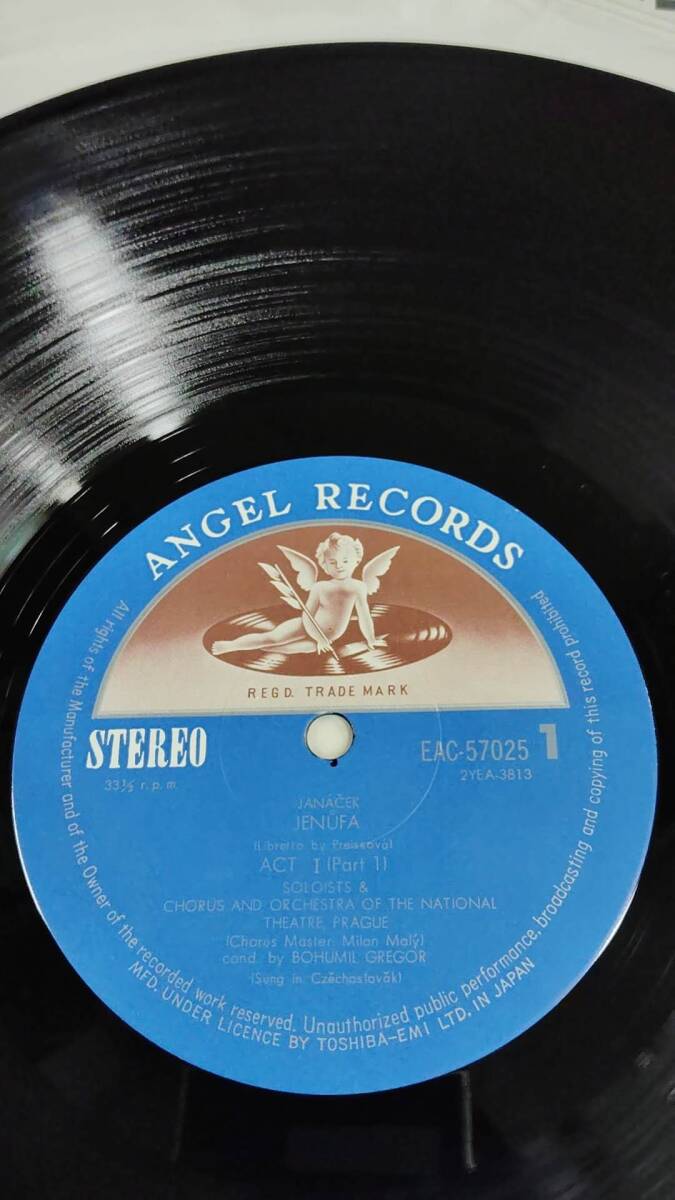 ANGEL RECORDS
REGD. TRADE MARK
STEREO
33⅓ r.p.m.
EAC-57025 1
2YEA-3813
JANÁČEK
JENŮFA
(Libretto by Preissová)
ACT I (Part 1)
SOLOISTS &
CHORUS AND ORCHESTRA OF THE NATIONAL
THEATRE, PRAGUE
(Chorus Master: Milan Malý)
cond. by BOHUMIL GREGOR
(Sung in Czěchoslovăk)
All rights of the Manufacturer and of the Owner of the recorded work reserved. Unauthorized public performance, broadcasting and copying of this record prohibited
MFD. UNDER LICENCE BY TOSHIBA-EMI LTD. IN JAPAN